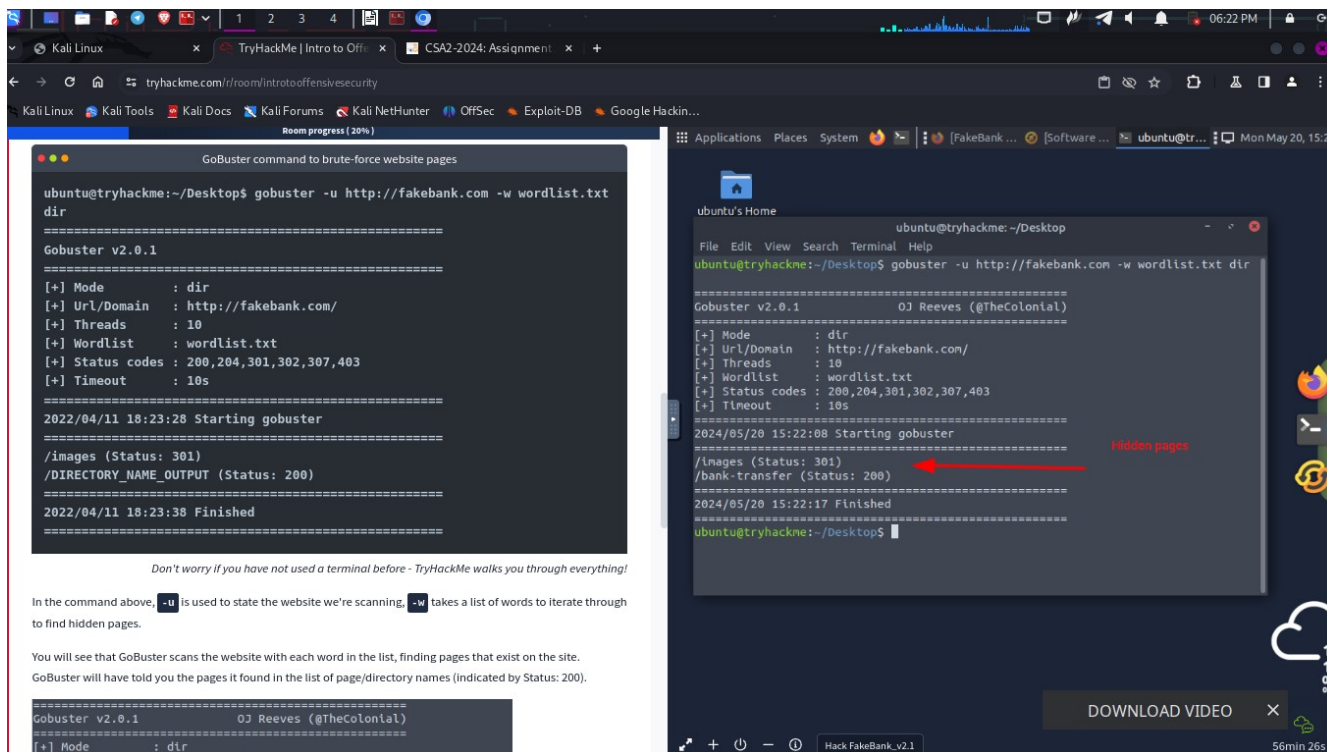 1 2 3 4
06:22 PM
Kali Linux
TryHackMe | Intro to Offe
CSA2-2024: Assignment
tryhackme.com/r/room/introtooffensivesecurity
Kali Linux Kali Tools Kali Docs Kali Forums Kali NetHunter OffSec Exploit-DB Google Hackin...
Room progress ( 20% )
GoBuster command to brute-force website pages
ubuntu@tryhackme:~/Desktop$ gobuster -u http://fakebank.com -w wordlist.txt
dir
=====================================================
Gobuster v2.0.1
=====================================================
[+] Mode : dir
[+] Url/Domain : http://fakebank.com/
[+] Threads : 10
[+] Wordlist : wordlist.txt
[+] Status codes : 200,204,301,302,307,403
[+] Timeout : 10s
=====================================================
2022/04/11 18:23:28 Starting gobuster
=====================================================
/images (Status: 301)
/DIRECTORY_NAME_OUTPUT (Status: 200)
=====================================================
2022/04/11 18:23:38 Finished
=====================================================
Don't worry if you have not used a terminal before - TryHackMe walks you through everything!
In the command above, -u is used to state the website we're scanning, -w takes a list of words to iterate through
to find hidden pages.
You will see that GoBuster scans the website with each word in the list, finding pages that exist on the site.
GoBuster will have told you the pages it found in the list of page/directory names (indicated by Status: 200).
=====================================================
Gobuster v2.0.1 OJ Reeves (@TheColonial)
=====================================================
[+] Mode : dir
Applications Places System [FakeBank ... [Software ... ubuntu@tr... Mon May 20, 15:2
ubuntu's Home
ubuntu@tryhackme: ~/Desktop
File Edit View Search Terminal Help
ubuntu@tryhackme:~/Desktop$ gobuster -u http://fakebank.com -w wordlist.txt dir
=====================================================
Gobuster v2.0.1 OJ Reeves (@TheColonial)
=====================================================
[+] Mode : dir
[+] Url/Domain : http://fakebank.com/
[+] Threads : 10
[+] Wordlist : wordlist.txt
[+] Status codes : 200,204,301,302,307,403
[+] Timeout : 10s
=====================================================
2024/05/20 15:22:08 Starting gobuster
=====================================================
/images (Status: 301)
/bank-transfer (Status: 200)
=====================================================
2024/05/20 15:22:17 Finished
=====================================================
ubuntu@tryhackme:~/Desktop$
Hidden pages
DOWNLOAD VIDEO
Hack FakeBank_v2.1
56min 26s